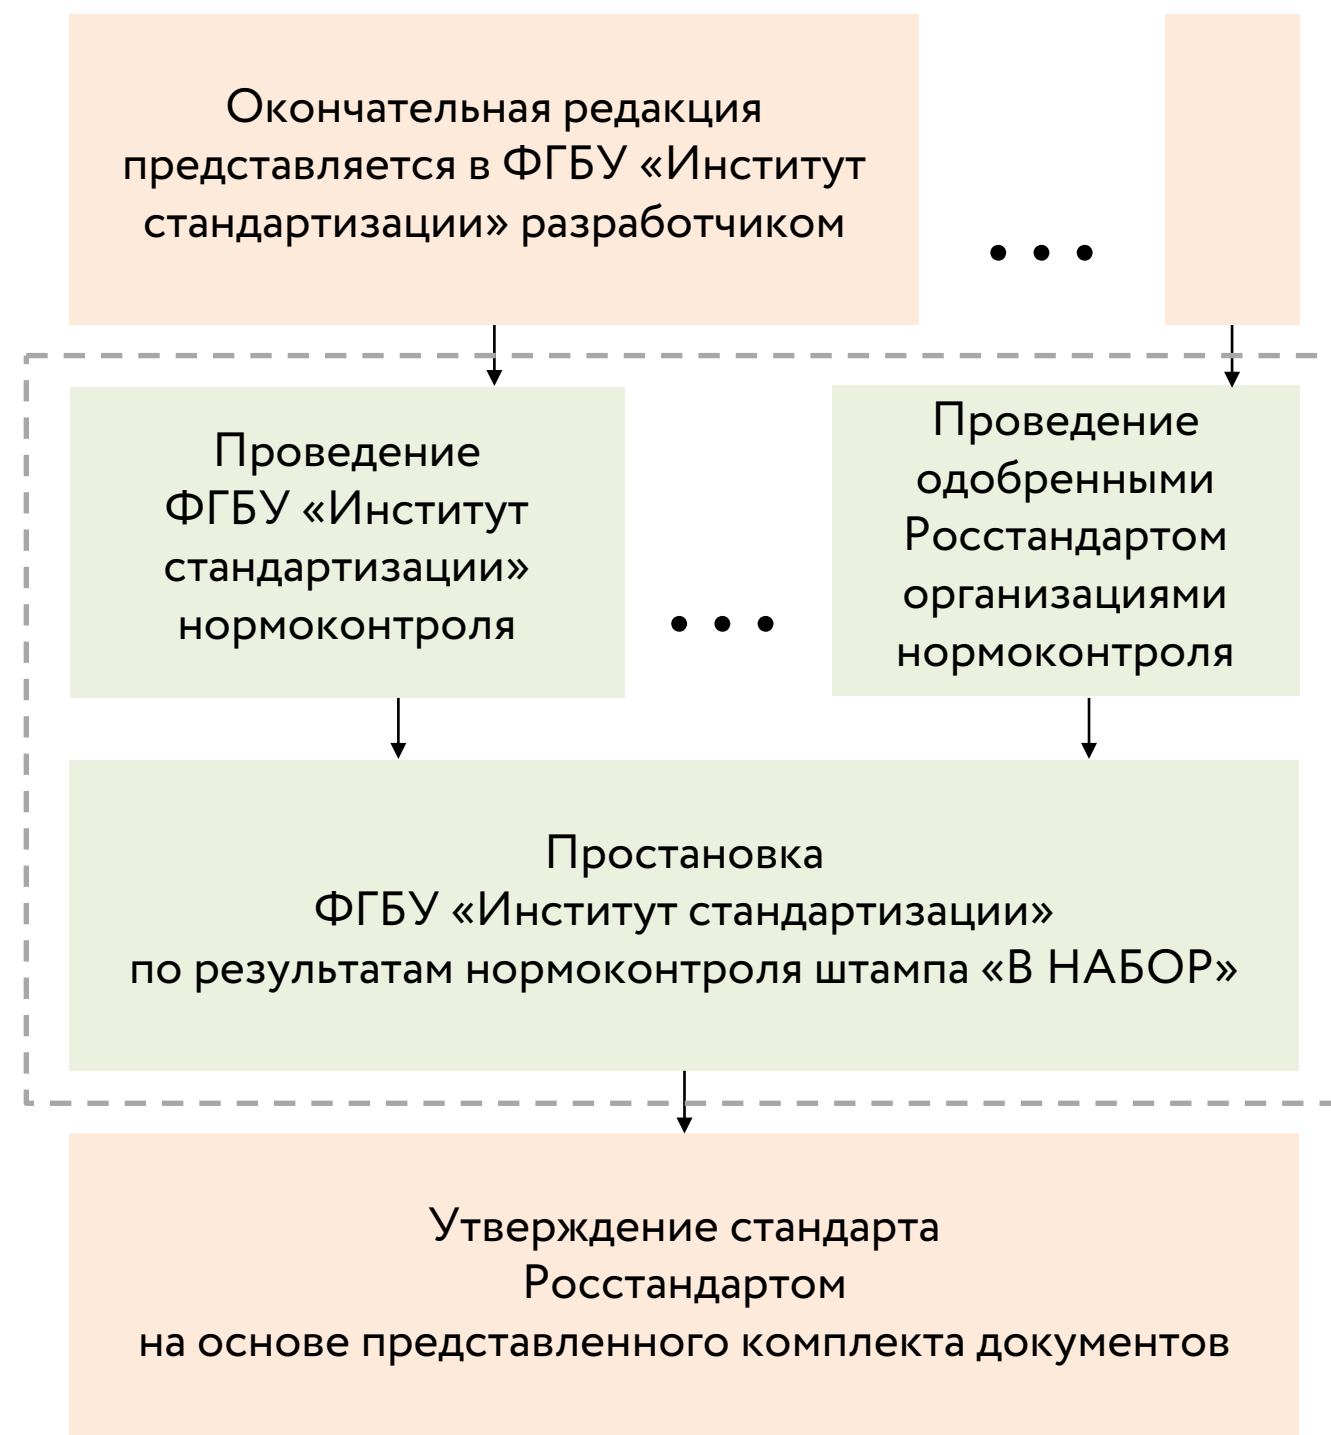 Окончательная редакция
представляется в ФГБУ «Институт
стандартизации» разработчиком
• • •
Проведение
ФГБУ «Институт
стандартизации»
нормоконтроля
• • •
Проведение
одобренными
Росстандартом
организациями
нормоконтроля
Простановка
ФГБУ «Институт стандартизации»
по результатам нормоконтроля штампа «В НАБОР»
Утверждение стандарта
Росстандартом
на основе представленного комплекта документов